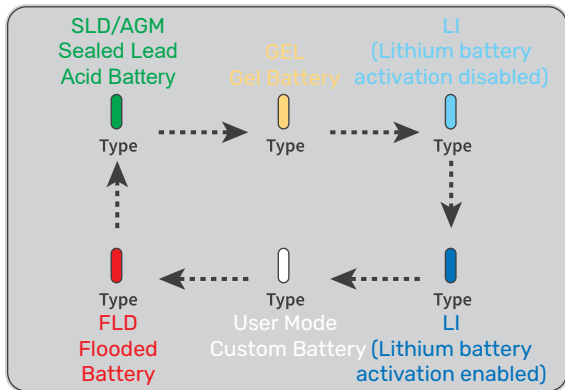 SLD/AGM
Sealed Lead
Acid Battery
Type
GEL
Gel Battery
Type
LI
(Lithium battery
activation disabled)
Type
Type
FLD
Flooded
Battery
Type
User Mode
Custom Battery
Type
LI
(Lithium battery
activation enabled)